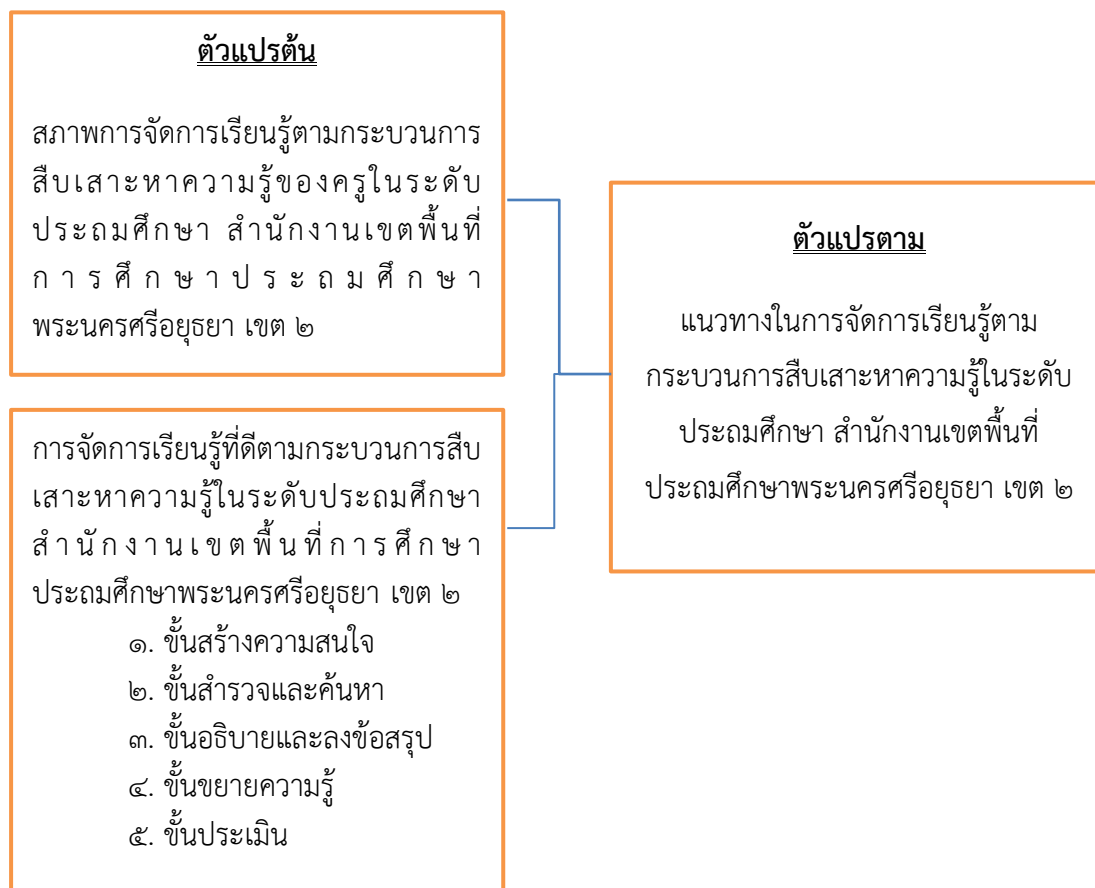 ตัวแปรต้น
สภาพการจัดการเรียนรู้ตามกระบวนการ
สืบเสาะหาความรู้ของครูในระดับ
ประถมศึกษา สำนักงานเขตพื้นที่
การศึกษาประถมศึกษา
พระนครศรีอยุธยา เขต ๒
การจัดการเรียนรู้ที่ดีตามกระบวนการสืบ
เสาะหาความรู้ในระดับประถมศึกษา
สำนักงานเขตพื้นที่การศึกษา
ประถมศึกษาพระนครศรีอยุธยา เขต ๒
๑. ขั้นสร้างความสนใจ
๒. ขั้นสำรวจและค้นหา
๓. ขั้นอธิบายและลงข้อสรุป
๔. ขั้นขยายความรู้
๕. ขั้นประเมิน
ตัวแปรตาม
แนวทางในการจัดการเรียนรู้ตาม
กระบวนการสืบเสาะหาความรู้ในระดับ
ประถมศึกษา สำนักงานเขตพื้นที่
ประถมศึกษาพระนครศรีอยุธยา เขต ๒